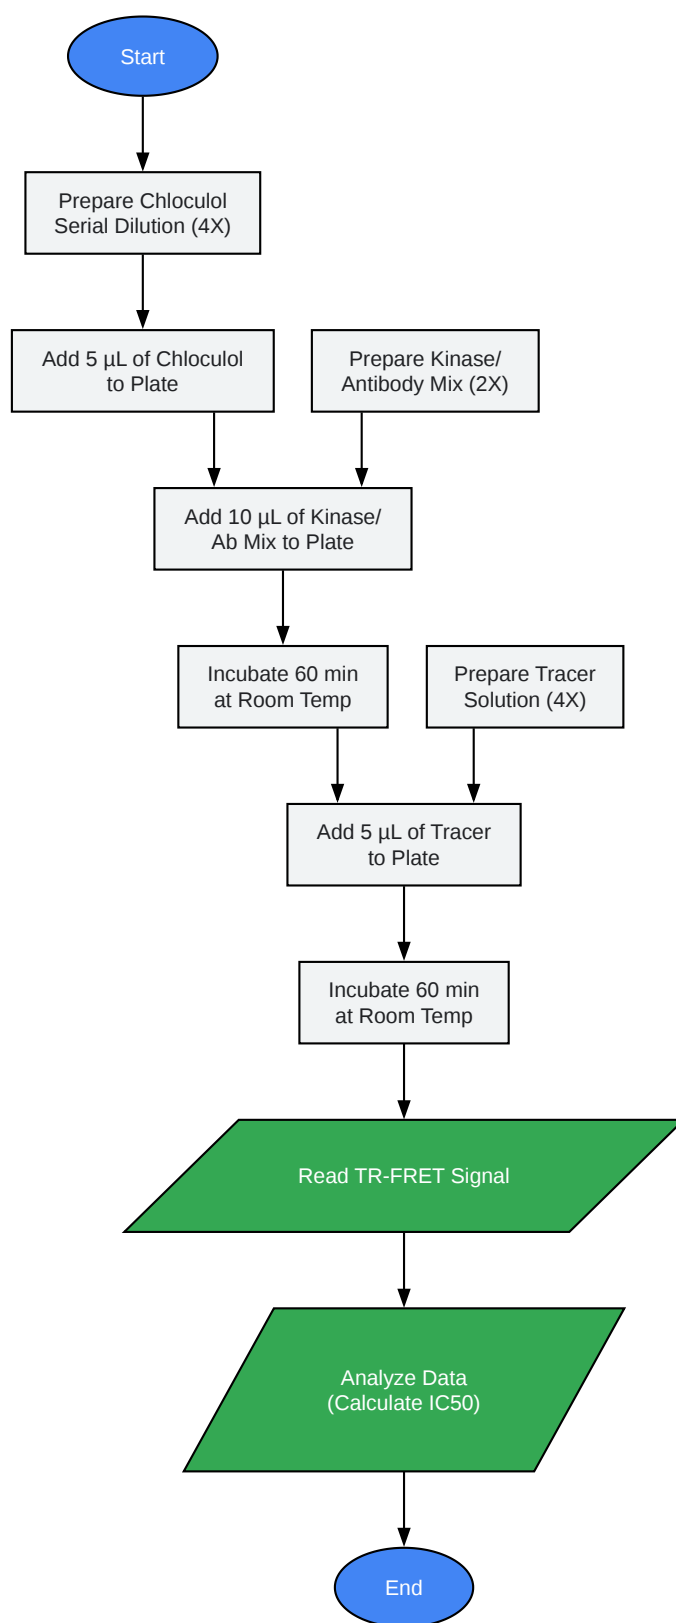 Start
Prepare Chloculol
Serial Dilution (4X)
Add 5 µL of Chloculol
to Plate
Prepare Kinase/
Antibody Mix (2X)
Add 10 µL of Kinase/
Ab Mix to Plate
Incubate 60 min
at Room Temp
Prepare Tracer
Solution (4X)
Add 5 µL of Tracer
to Plate
Incubate 60 min
at Room Temp
Read TR-FRET Signal
Analyze Data
(Calculate IC50)
End